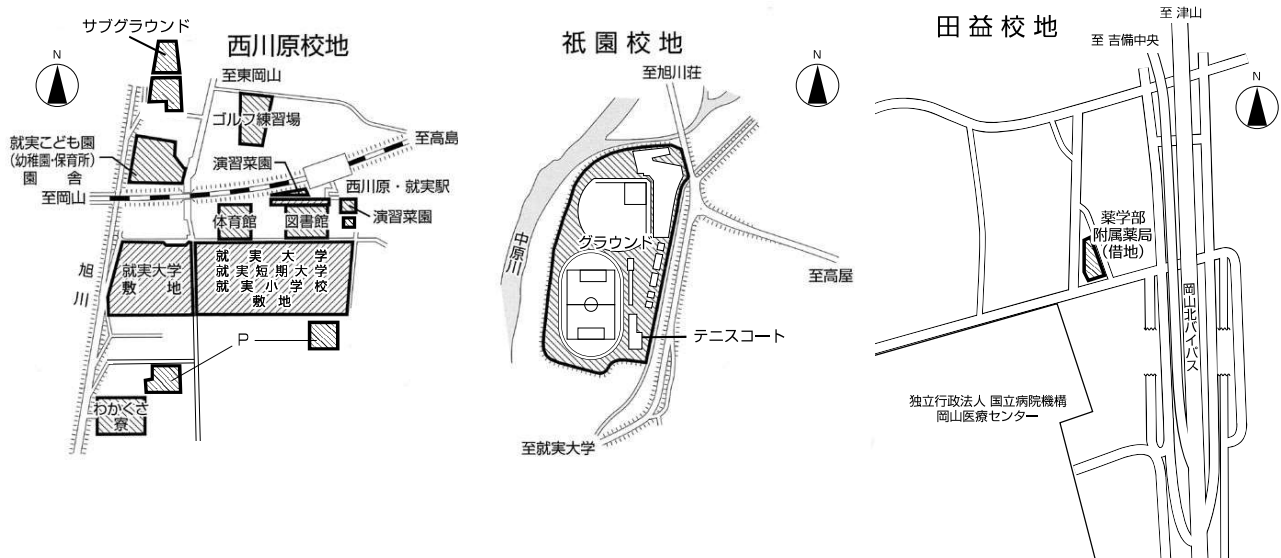 サブグラウンド
西川原校地
N
至東岡山
ゴルフ練習場
至高島
就実こども園
(幼稚園・保育所)
園 舎
演習菜園
至岡山
西川原・就実駅
演習菜園
体育館
図書館
旭
川
就実大学
敷 地
就 実 大 学
就 実 短 期 大 学
就 実 小 学 校
敷 地
P
わかくさ
寮
祇園校地
N
至旭川荘
中原川
グラウンド
至高屋
テニスコート
至就実大学
田益校地
至 津山
至 吉備中央
N
薬学部
附属薬局
(借地)
岡山北バイパス
独立行政法人 国立病院機構
岡山医療センター